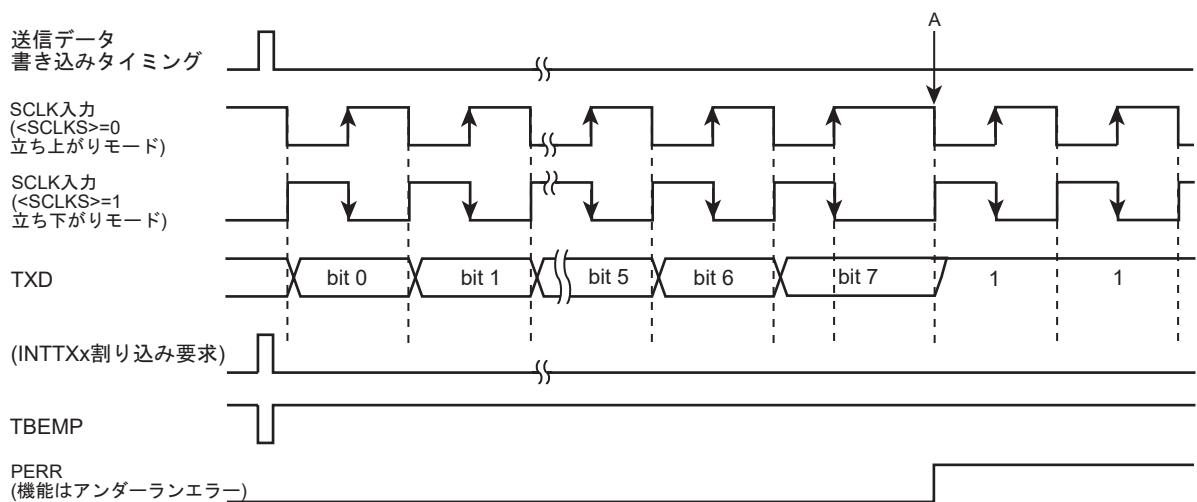 A
送信データ
書き込みタイミング
SCLK入力
(<SCLKS>=0
立ち上がりモード)
SCLK入力
(<SCLKS>=1
立ち下がりモード)
TXD
bit 0
bit 1
bit 5
bit 6
bit 7
1
1
(INTTXx割り込み要求)
TBEMP
PERR
(機能はアンダーランエラー)